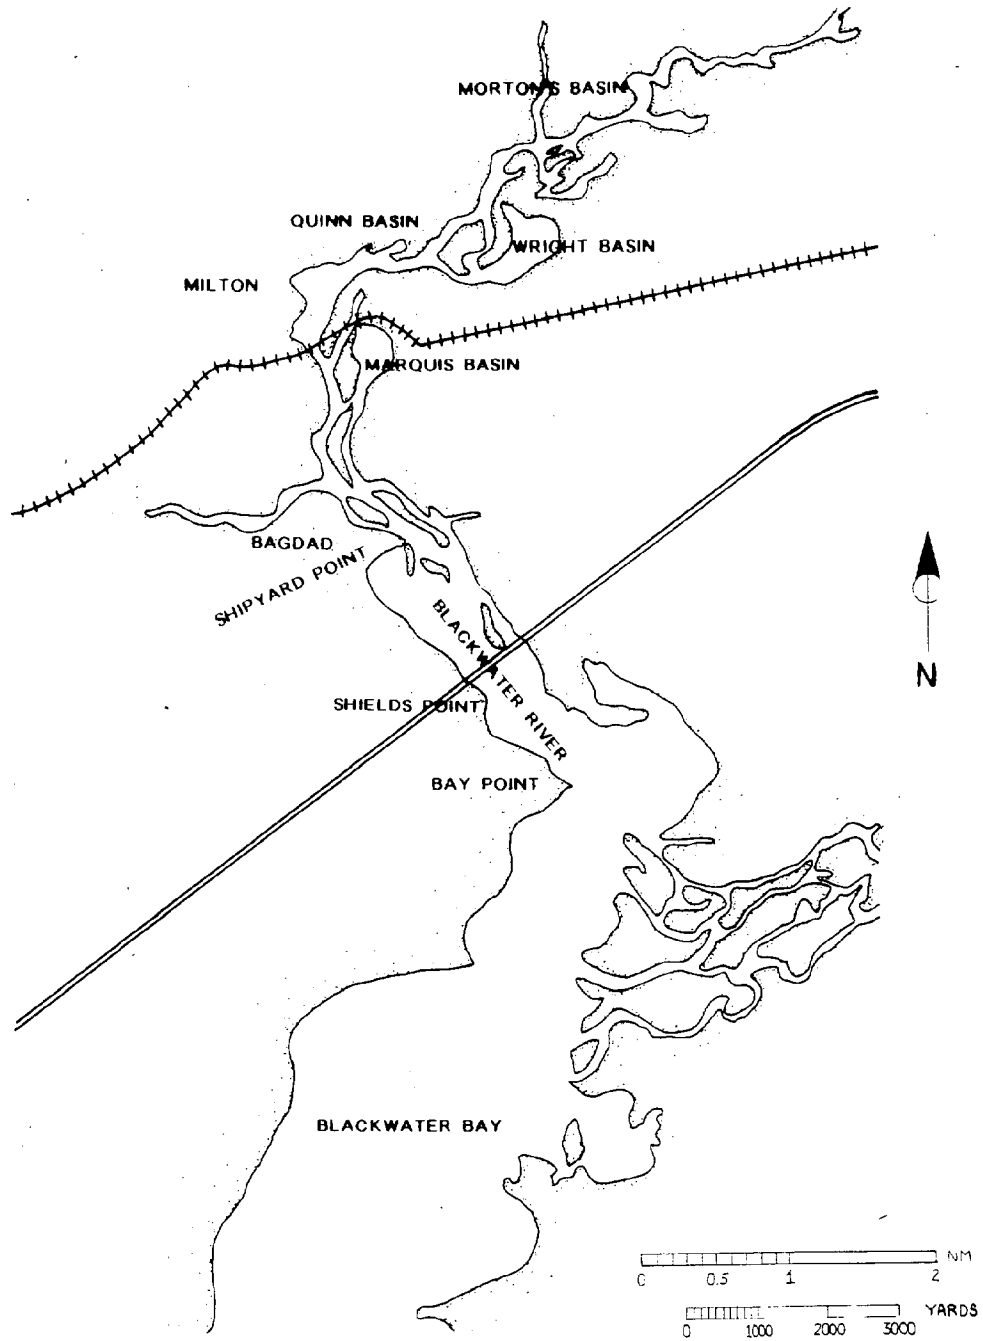 MORTON'S BASIN
QUINN BASIN
WRIGHT BASIN
MILTON
MARQUIS BASIN
BAGDAD
SHIPYARD POINT
BLACKWATER RIVER
SHIELDS POINT
N
BAY POINT
BLACKWATER BAY
NM
0 0.5 1 2
YARDS
0 1000 2000 3000